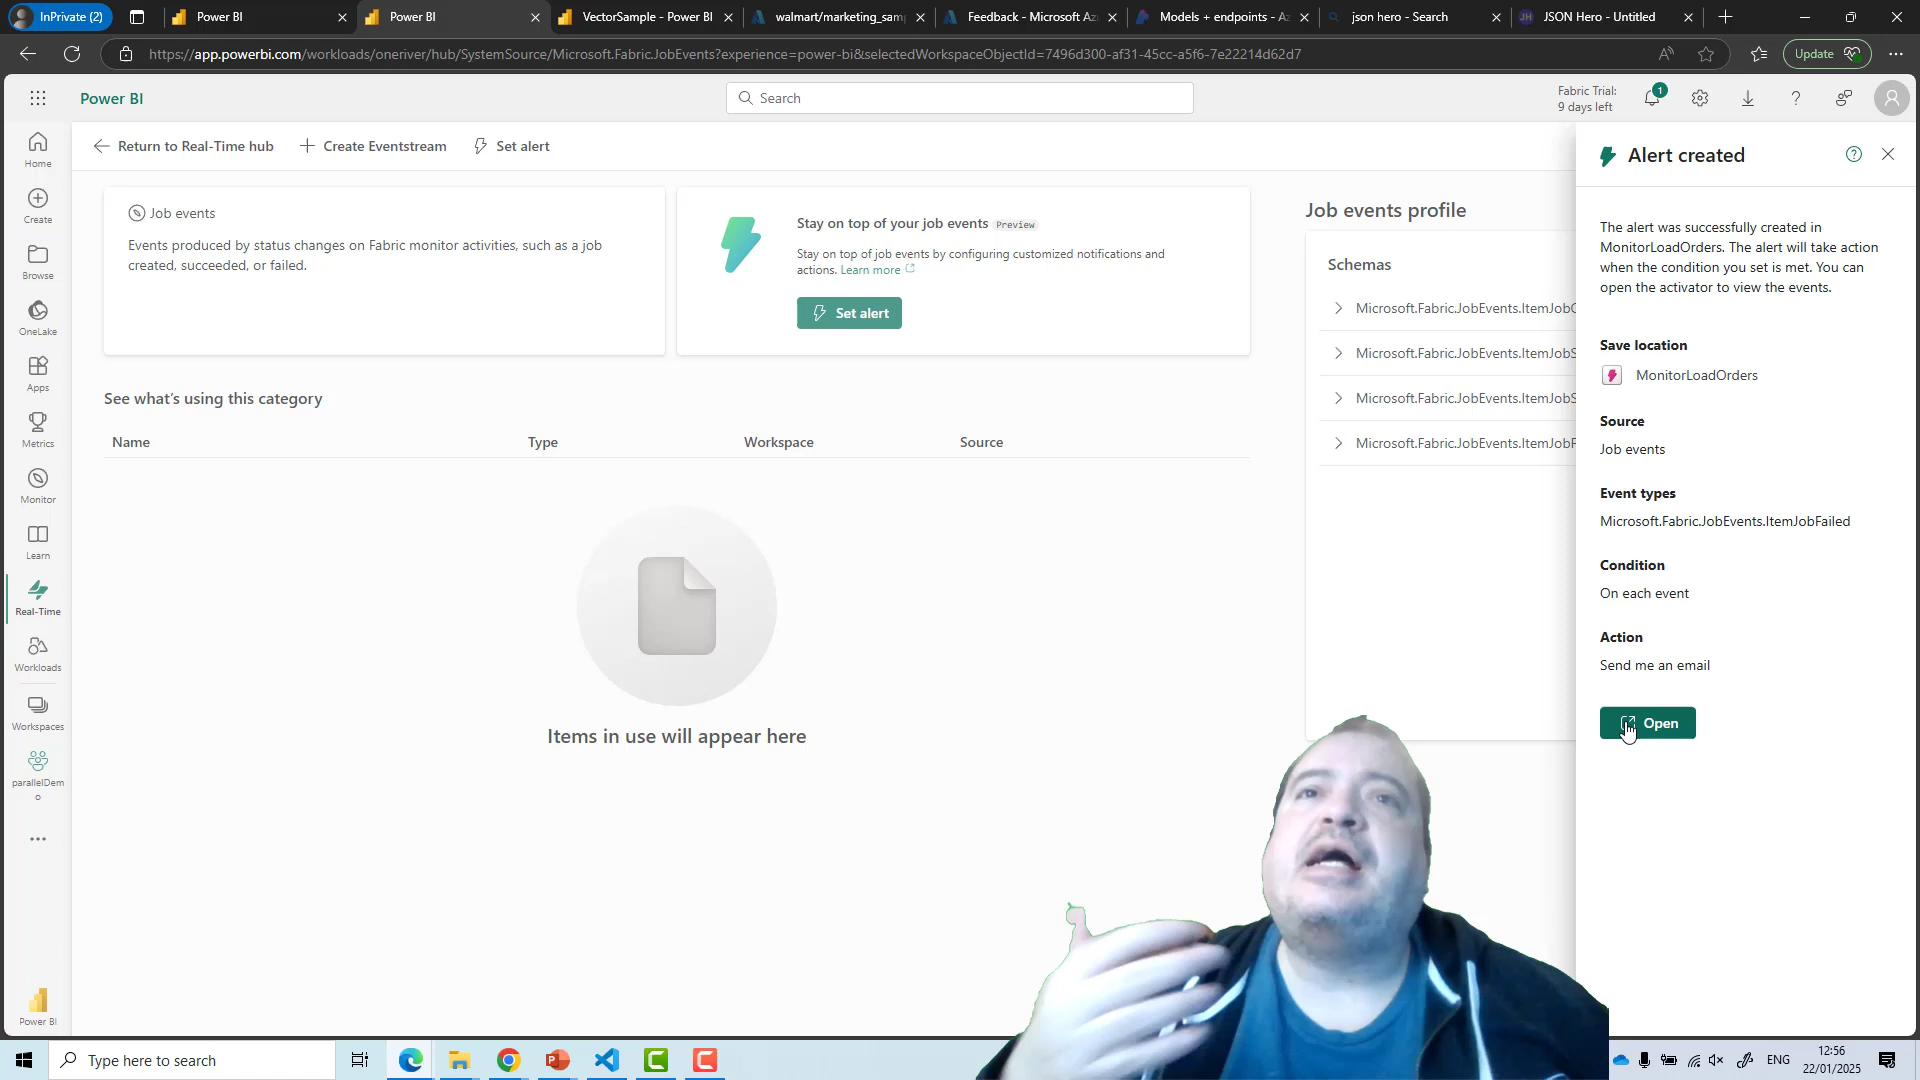 InPrivate (2)
Power BI
Power BI
VectorSample - Power BI
walmart/marketing_sam
Feedback - Microsoft Az
Models + endpoints - Az
json hero - Search
JH
JSON Hero - Untitled
https://app.powerbi.com/workloads/oneriver/hub/SystemSource/Microsoft.Fabric.JobEvents?experience=power-bi&selectedWorkspaceObjectId=7496d300-af31-45cc-a5f6-7e22214d62d7
Update
Power BI
Search
Fabric Trial:
9 days left
1
Home
Create
Browse
OneLake
Apps
Metrics
Monitor
Learn
Real-Time
Workloads
Workspaces
parallelDem
o
Power BI
Return to Real-Time hub
Create Eventstream
Set alert
Job events
Events produced by status changes on Fabric monitor activities, such as a job
created, succeeded, or failed.
Stay on top of your job events Preview
Stay on top of job events by configuring customized notifications and
actions. Learn more
Set alert
See what's using this category
Name Type Workspace Source
Items in use will appear here
Job events profile
Schemas
Microsoft.Fabric.JobEvents.ItemJobC
Microsoft.Fabric.JobEvents.ItemJobS
Microsoft.Fabric.JobEvents.ItemJobS
Microsoft.Fabric.JobEvents.ItemJobF
Alert created
The alert was successfully created in
MonitorLoadOrders. The alert will take action
when the condition you set is met. You can
open the activator to view the events.
Save location
MonitorLoadOrders
Source
Job events
Event types
Microsoft.Fabric.JobEvents.ItemJobFailed
Condition
On each event
Action
Send me an email
Open
Type here to search
ENG
12:56
22/01/2025